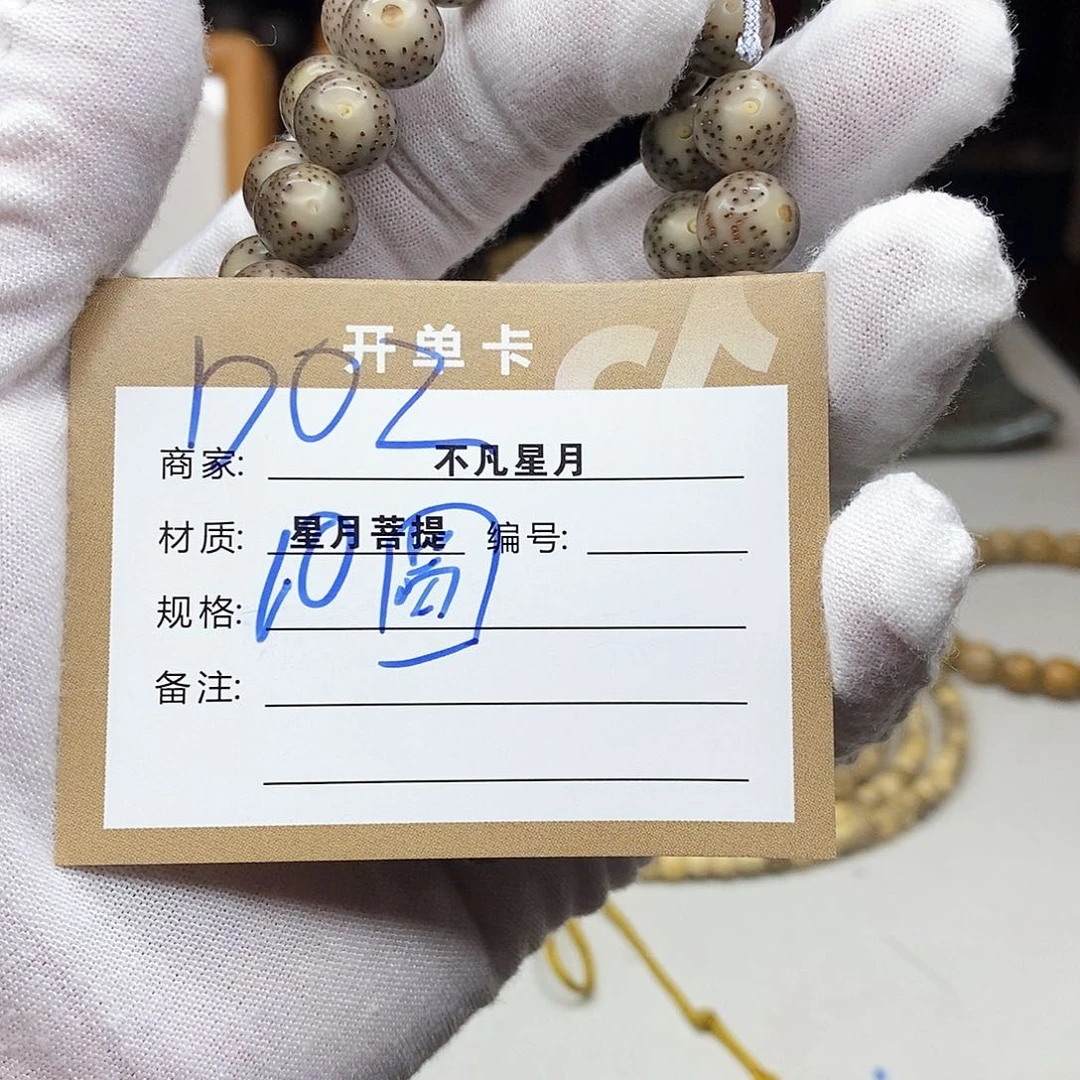 开单卡
D02
商家: 不凡星月
材质: 星月菩提 编号:
规格: 10圆
备注: